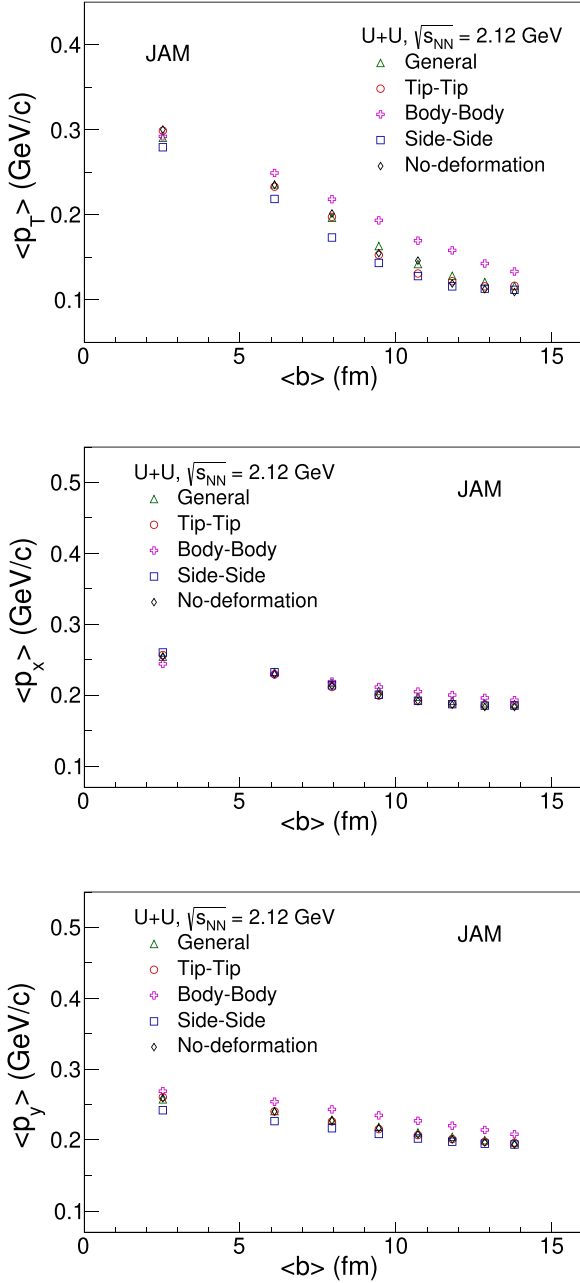 <p_T> (GeV/c)
0.4
0.3
0.2
0.1
JAM
U+U, √s_NN = 2.12 GeV
General
Tip-Tip
Body-Body
Side-Side
No-deformation
0 5 10 15
<b> (fm)
<p_x> (GeV/c)
0.5
0.4
0.3
0.2
0.1
U+U, √s_NN = 2.12 GeV
JAM
General
Tip-Tip
Body-Body
Side-Side
No-deformation
0 5 10 15
<b> (fm)
<p_y> (GeV/c)
0.5
0.4
0.3
0.2
0.1
U+U, √s_NN = 2.12 GeV
JAM
General
Tip-Tip
Body-Body
Side-Side
No-deformation
0 5 10 15
<b> (fm)